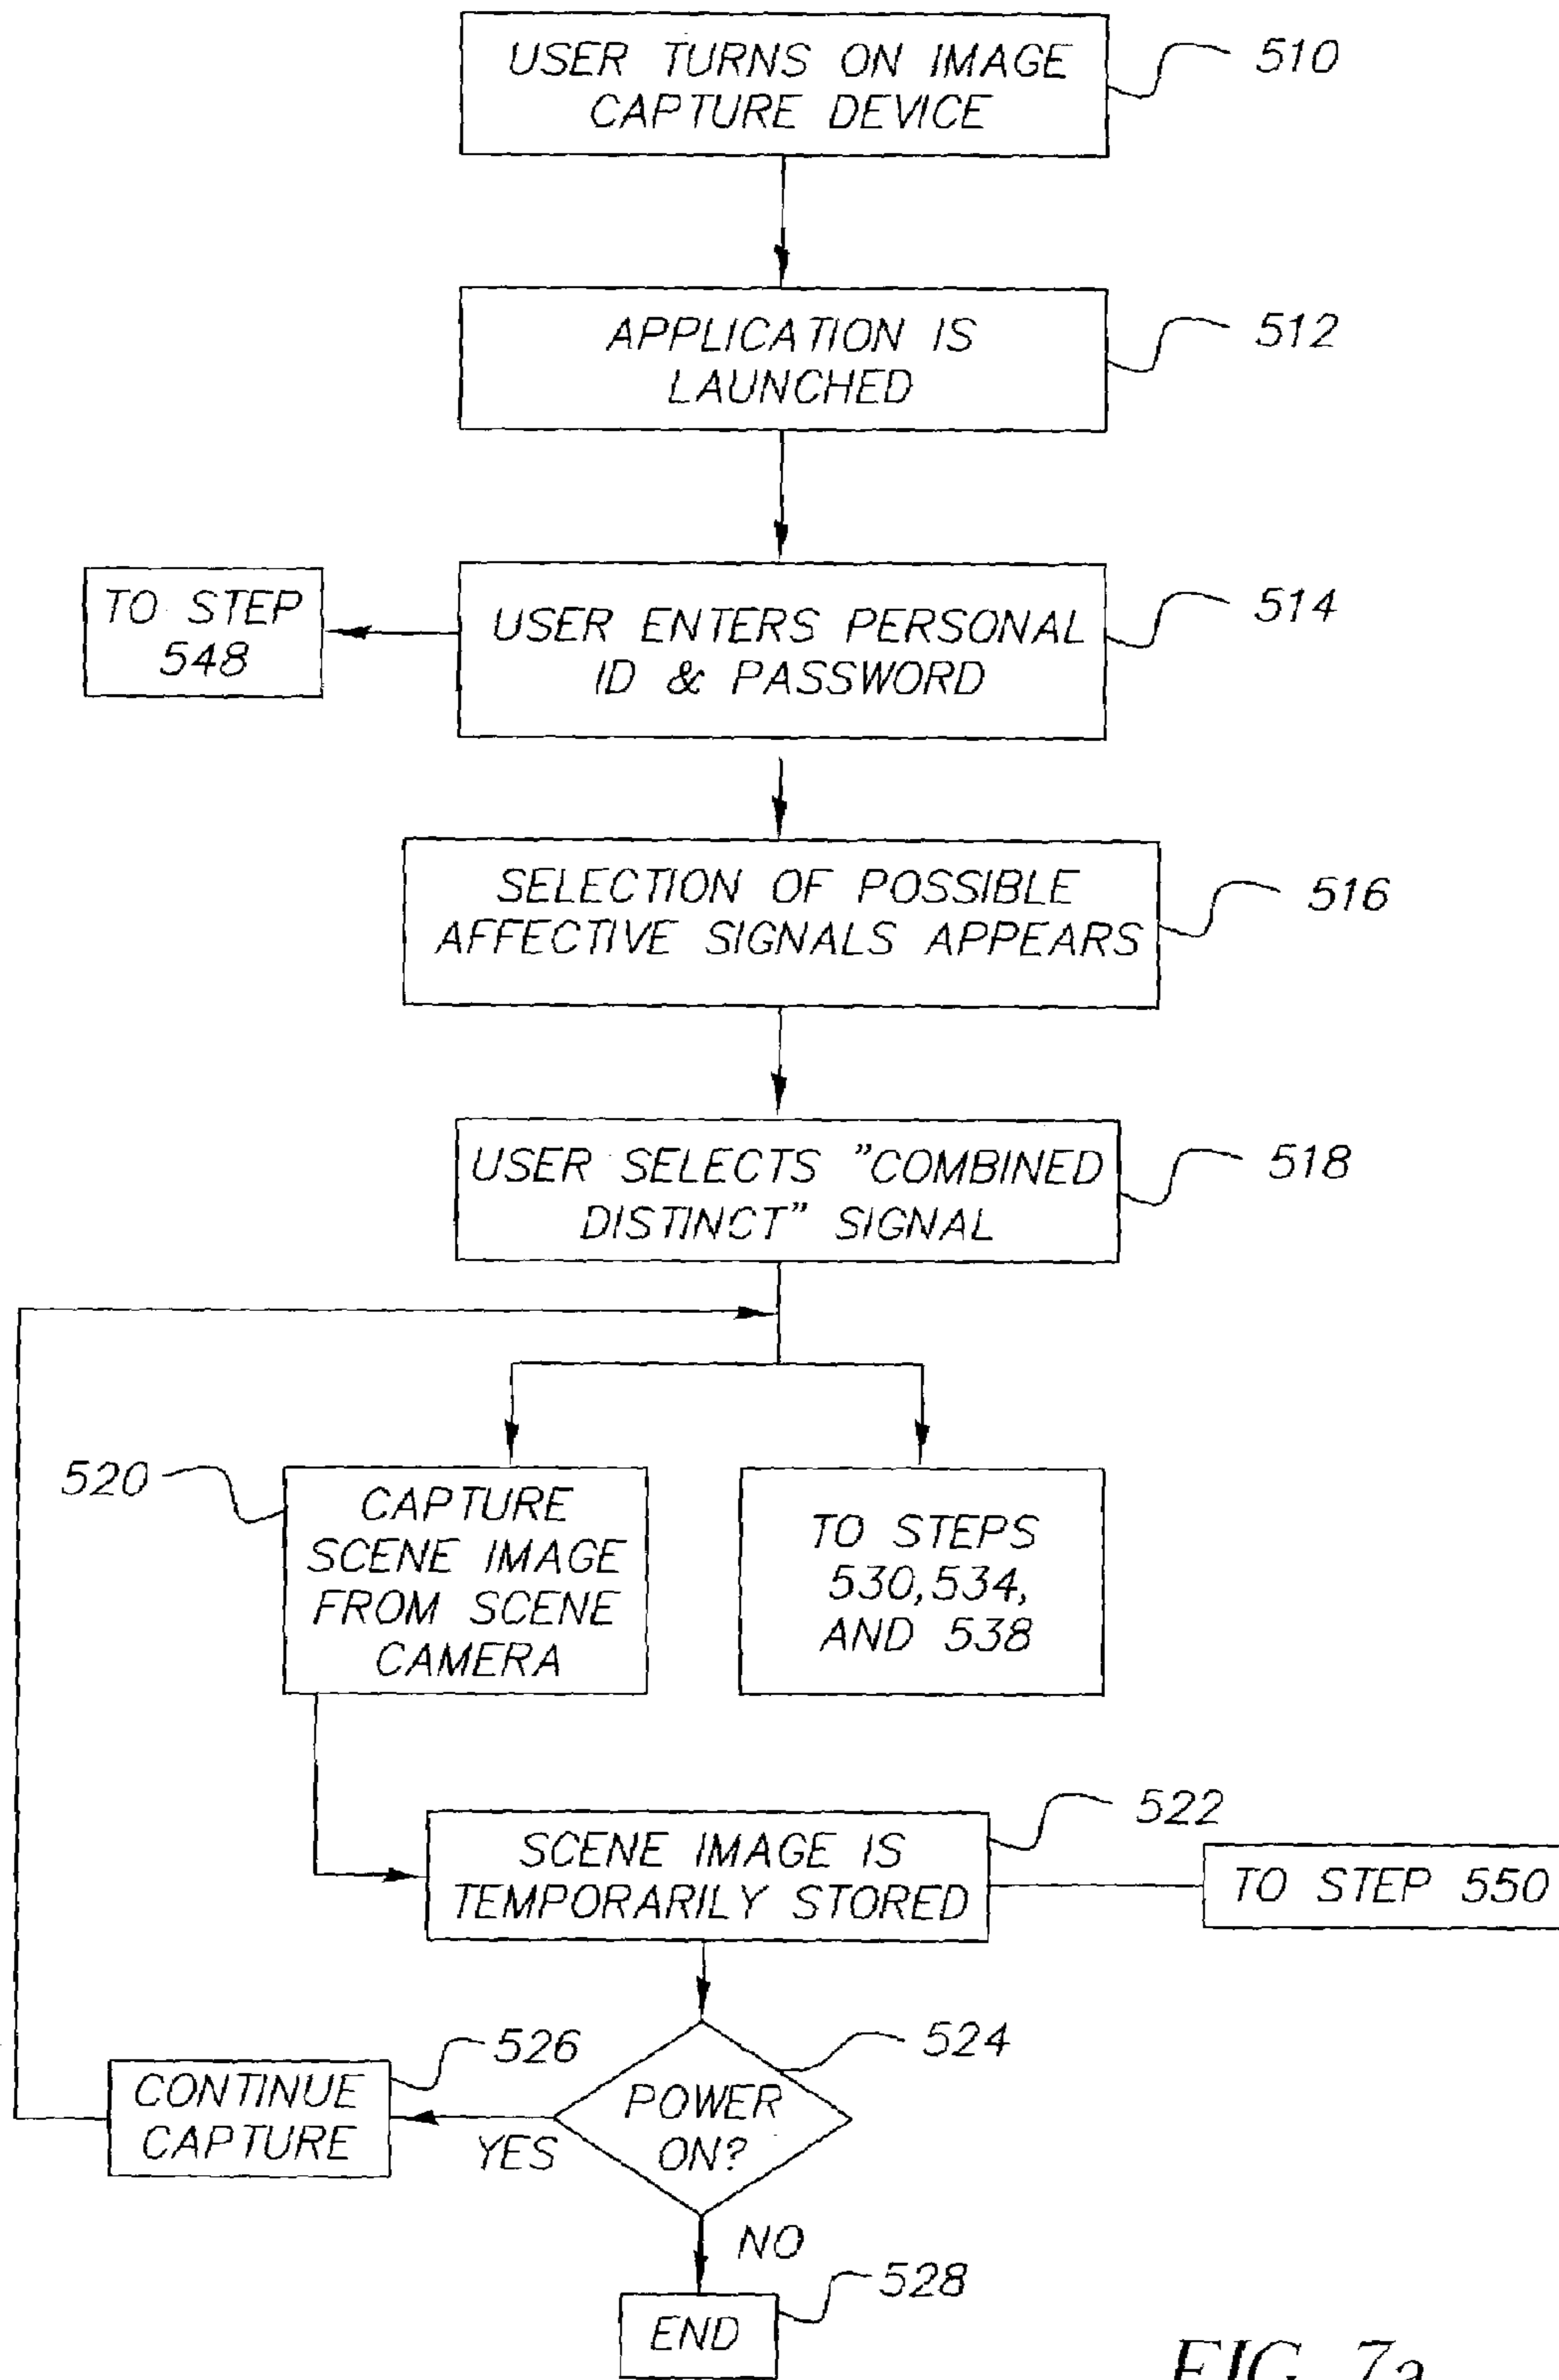 USER TURNS ON IMAGE
CAPTURE DEVICE
510
APPLICATION IS
LAUNCHED
512
TO STEP
548
USER ENTERS PERSONAL
ID & PASSWORD
514
SELECTION OF POSSIBLE
AFFECTIVE SIGNALS APPEARS
516
USER SELECTS "COMBINED
DISTINCT" SIGNAL
518
520
CAPTURE
SCENE IMAGE
FROM SCENE
CAMERA
TO STEPS
530,534,
AND 538
SCENE IMAGE IS
TEMPORARILY STORED
522
TO STEP 550
526
CONTINUE
CAPTURE
YES
POWER
ON?
524
NO
END
528
FIG. 7a